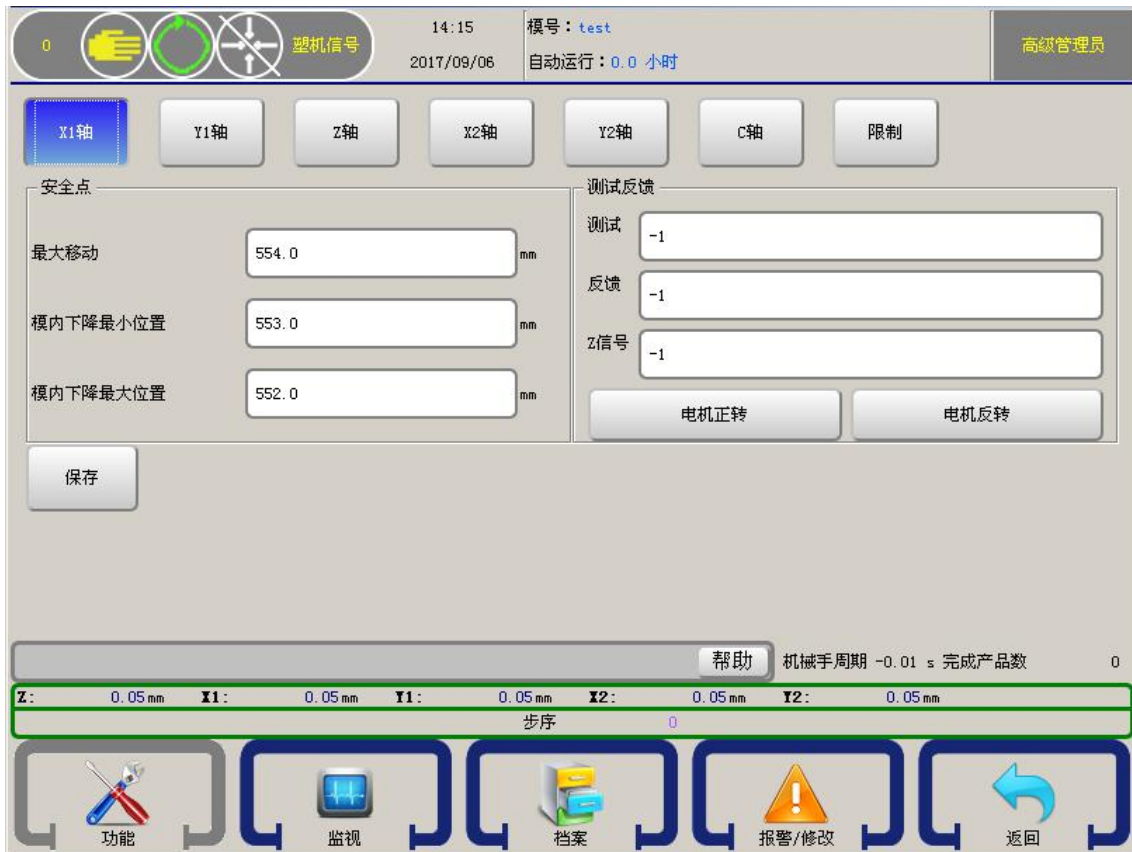 0 塑机信号 14:15 模号：test 高级管理员
2017/09/06 自动运行：0.0 小时
X1轴 Y1轴 Z轴 X2轴 Y2轴 C轴 限制
安全点
最大移动 554.0 mm
模内下降最小位置 553.0 mm
模内下降最大位置 552.0 mm
测试反馈
测试 -1
反馈 -1
Z信号 -1
电机正转 电机反转
保存
帮助 机械手周期 -0.01 s 完成产品数 0
Z: 0.05mm X1: 0.05mm Y1: 0.05mm X2: 0.05mm Y2: 0.05mm
步序 0
功能 监视 档案 报警/修改 返回